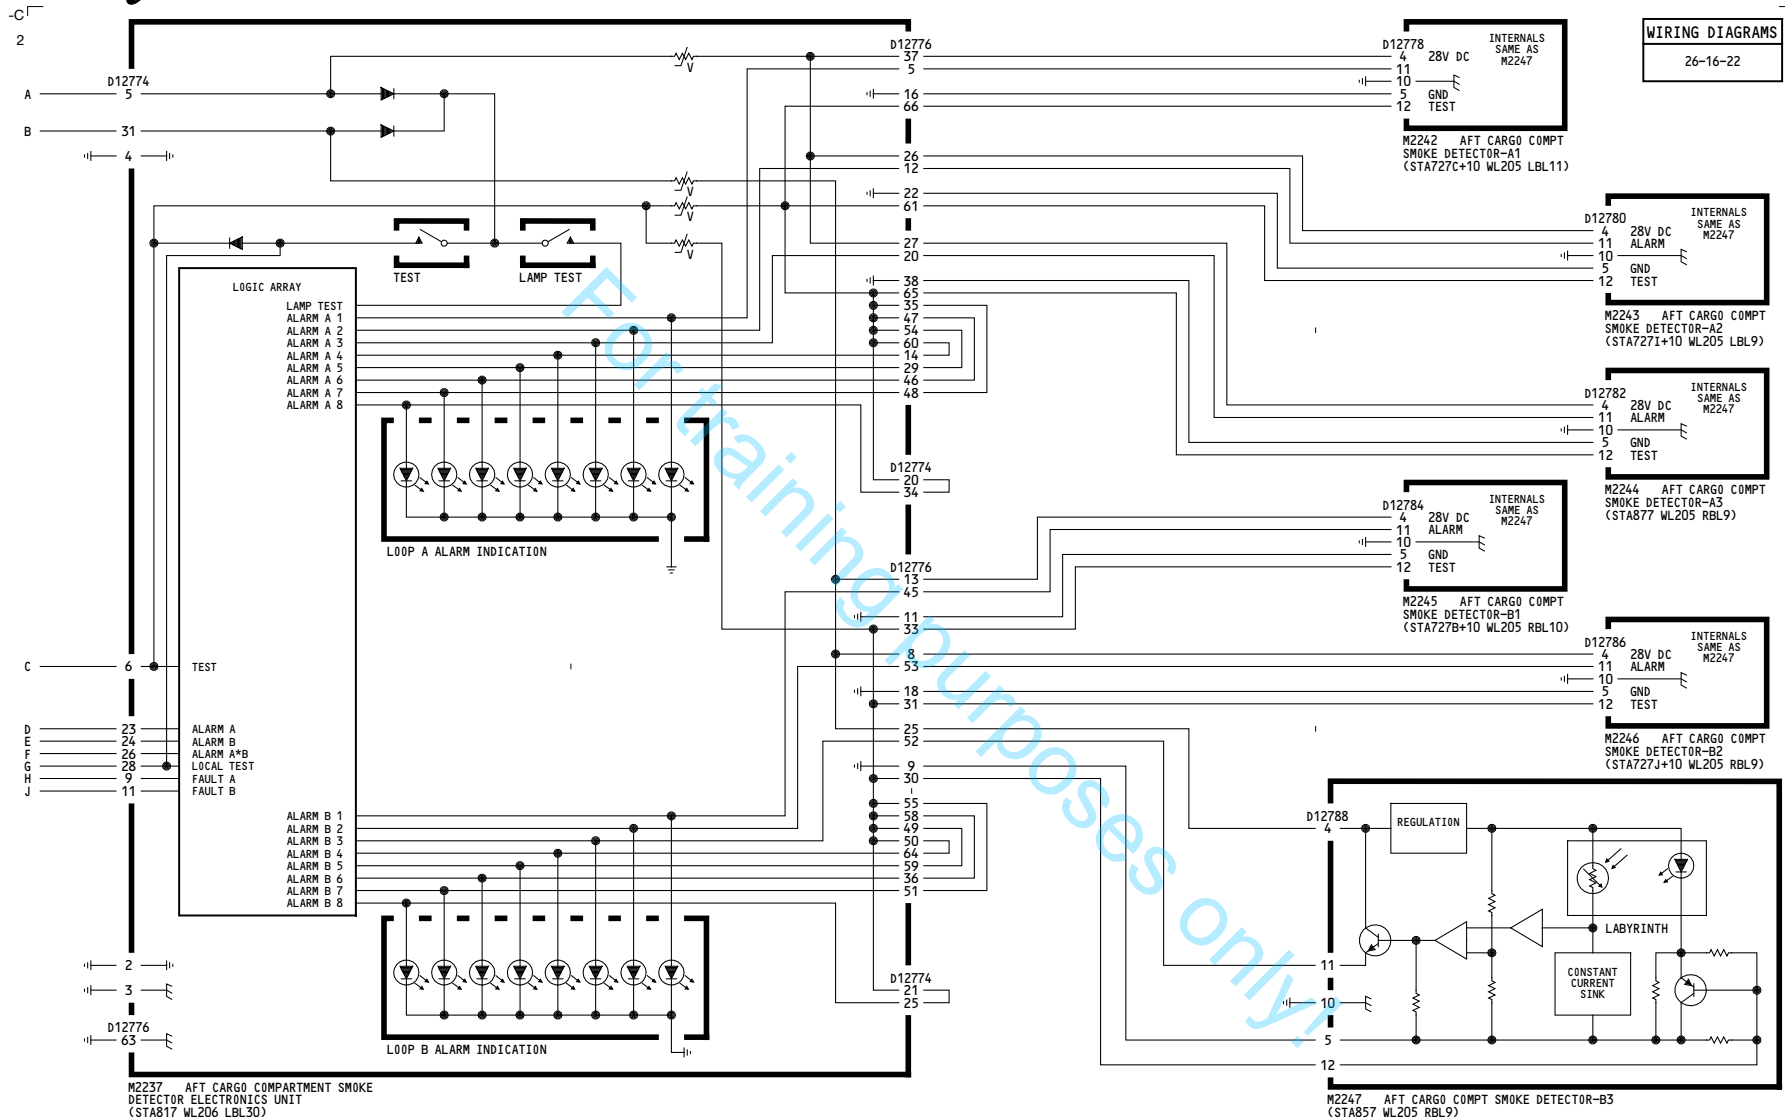 -C
2
WIRING DIAGRAMS
26-16-22
D12774
A 5
B 31
4
TEST
LAMP TEST
LOGIC ARRAY
LAMP TEST
ALARM A 1
ALARM A 2
ALARM A 3
ALARM A 4
ALARM A 5
ALARM A 6
ALARM A 7
ALARM A 8
LOOP A ALARM INDICATION
C 6 TEST
D 23 ALARM A
E 24 ALARM B
F 26 ALARM A*B
G 28 LOCAL TEST
H 9 FAULT A
J 11 FAULT B
ALARM B 1
ALARM B 2
ALARM B 3
ALARM B 4
ALARM B 5
ALARM B 6
ALARM B 7
ALARM B 8
LOOP B ALARM INDICATION
2
3
D12776
63
M2237 AFT CARGO COMPARTMENT SMOKE
DETECTOR ELECTRONICS UNIT
(STA817 WL206 LBL30)
D12776
37
5
16
66
26
12
22
61
27
20
38
65
35
47
54
60
14
29
46
48
D12774
20
34
D12776
13
45
11
33
8
53
18
31
25
52
9
30
55
58
49
50
64
59
36
51
D12774
21
25
D12778
4 28V DC
11
10
5 GND
12 TEST
INTERNALS
SAME AS
M2247
M2242 AFT CARGO COMPT
SMOKE DETECTOR-A1
(STA727C+10 WL205 LBL11)
D12780
4 28V DC
11 ALARM
10
5 GND
12 TEST
INTERNALS
SAME AS
M2247
M2243 AFT CARGO COMPT
SMOKE DETECTOR-A2
(STA727I+10 WL205 LBL9)
D12782
4 28V DC
11 ALARM
10
5 GND
12 TEST
INTERNALS
SAME AS
M2247
M2244 AFT CARGO COMPT
SMOKE DETECTOR-A3
(STA877 WL205 RBL9)
D12784
4 28V DC
11 ALARM
10
5 GND
12 TEST
INTERNALS
SAME AS
M2247
M2245 AFT CARGO COMPT
SMOKE DETECTOR-B1
(STA727B+10 WL205 RBL10)
D12786
4 28V DC
11 ALARM
10
5 GND
12 TEST
INTERNALS
SAME AS
M2247
M2246 AFT CARGO COMPT
SMOKE DETECTOR-B2
(STA727J+10 WL205 RBL9)
D12788
4
11
10
5
12
REGULATION
LABYRINTH
CONSTANT
CURRENT
SINK
M2247 AFT CARGO COMPT SMOKE DETECTOR-B3
(STA857 WL205 RBL9)
For training purposes only!
V
V
V
V